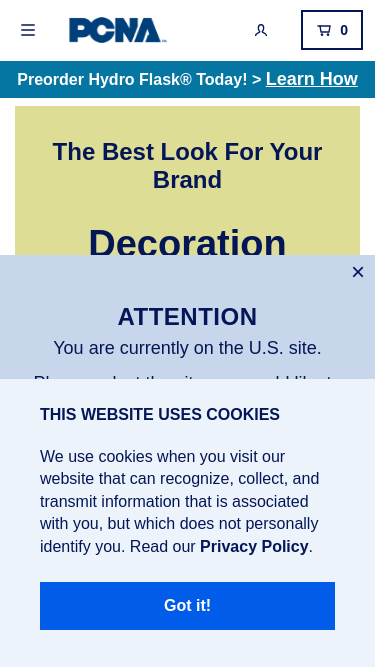 PCNA
0
Preorder Hydro Flask® Today! > Learn How
The Best Look For Your
Brand
Decoration
ATTENTION
You are currently on the U.S. site.
THIS WEBSITE USES COOKIES
We use cookies when you visit our
website that can recognize, collect, and
transmit information that is associated
with you, but which does not personally
identify you. Read our Privacy Policy.
Got it!